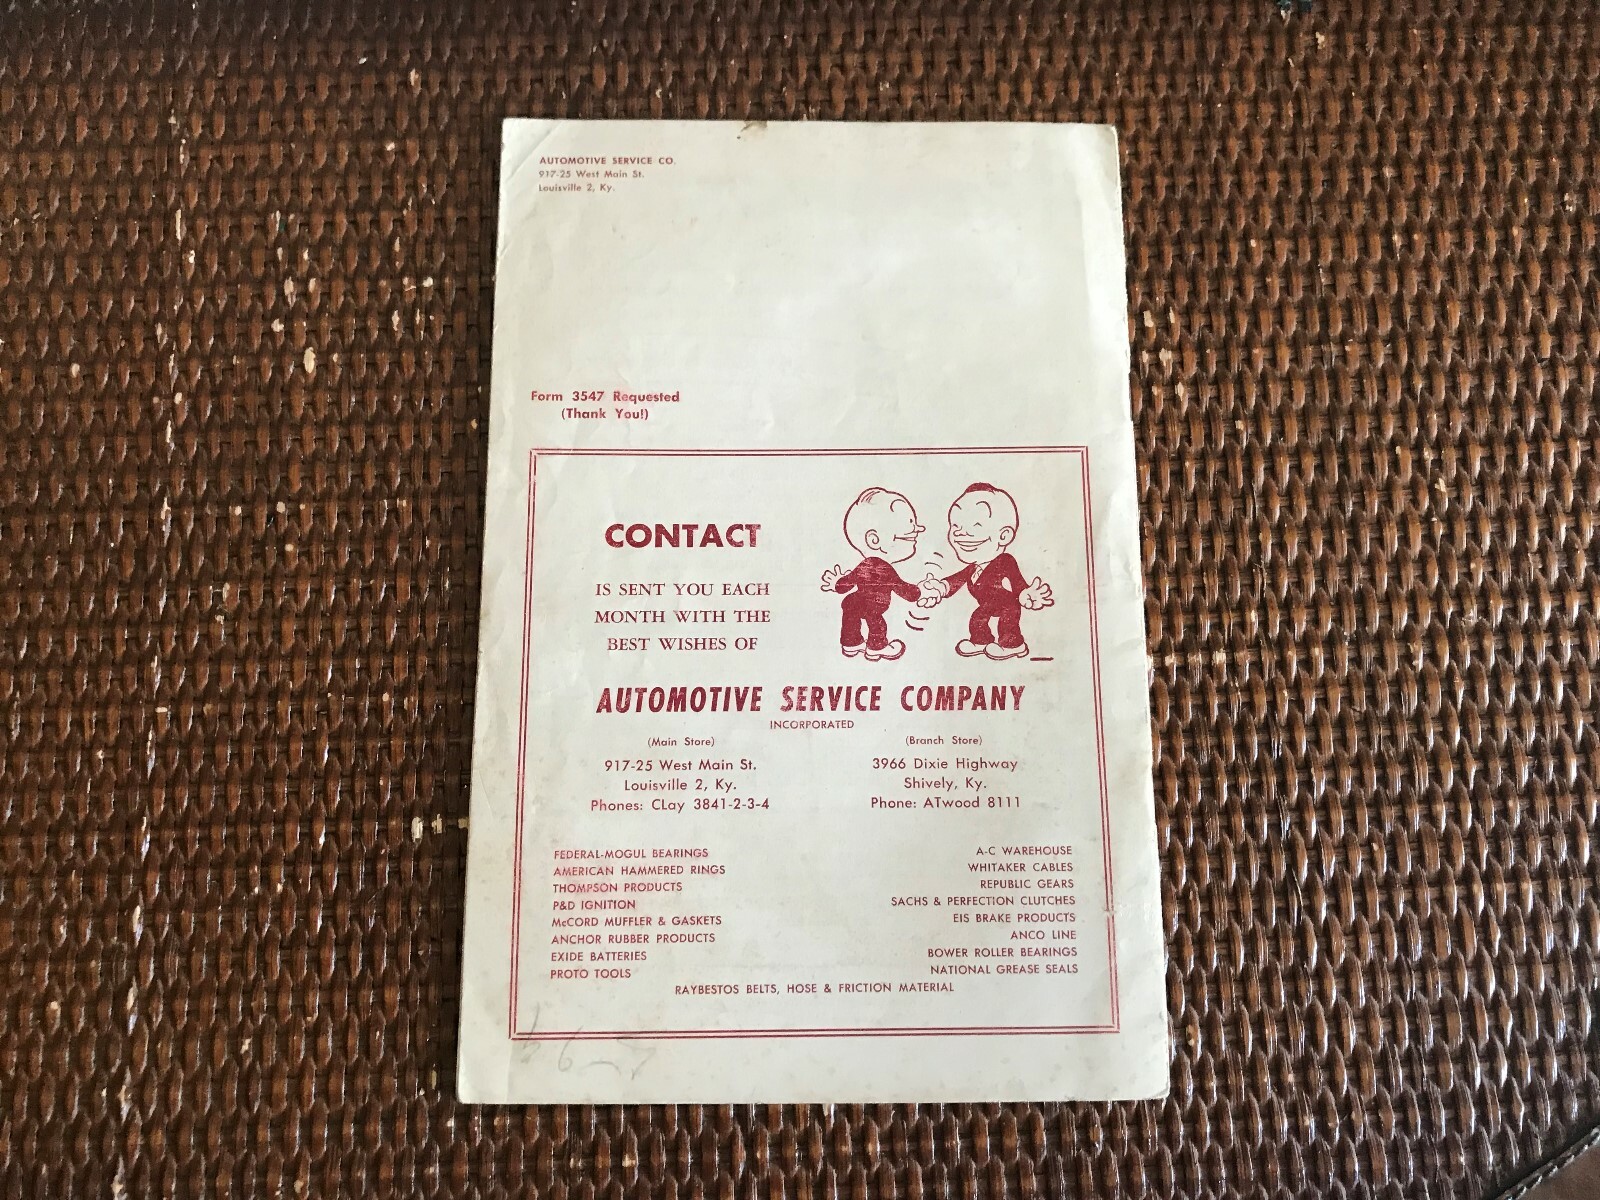 AUTOMOTIVE SERVICE CO.
917-25 West Main St.
Louisville 2, Ky.
Form 3547 Requested
(Thank You!)
CONTACT
IS SENT YOU EACH
MONTH WITH THE
BEST WISHES OF
AUTOMOTIVE SERVICE COMPANY
INCORPORATED
(Main Store)
917-25 West Main St.
Louisville 2, Ky.
Phones: CLay 3841-2-3-4
(Branch Store)
3966 Dixie Highway
Shively, Ky.
Phone: ATwood 8111
FEDERAL-MOGUL BEARINGS
AMERICAN HAMMERED RINGS
THOMPSON PRODUCTS
P&D IGNITION
McCORD MUFFLER & GASKETS
ANCHOR RUBBER PRODUCTS
EXIDE BATTERIES
PROTO TOOLS
A-C WAREHOUSE
WHITAKER CABLES
REPUBLIC GEARS
SACHS & PERFECTION CLUTCHES
EIS BRAKE PRODUCTS
ANCO LINE
BOWER ROLLER BEARINGS
NATIONAL GREASE SEALS
RAYBESTOS BELTS, HOSE & FRICTION MATERIAL